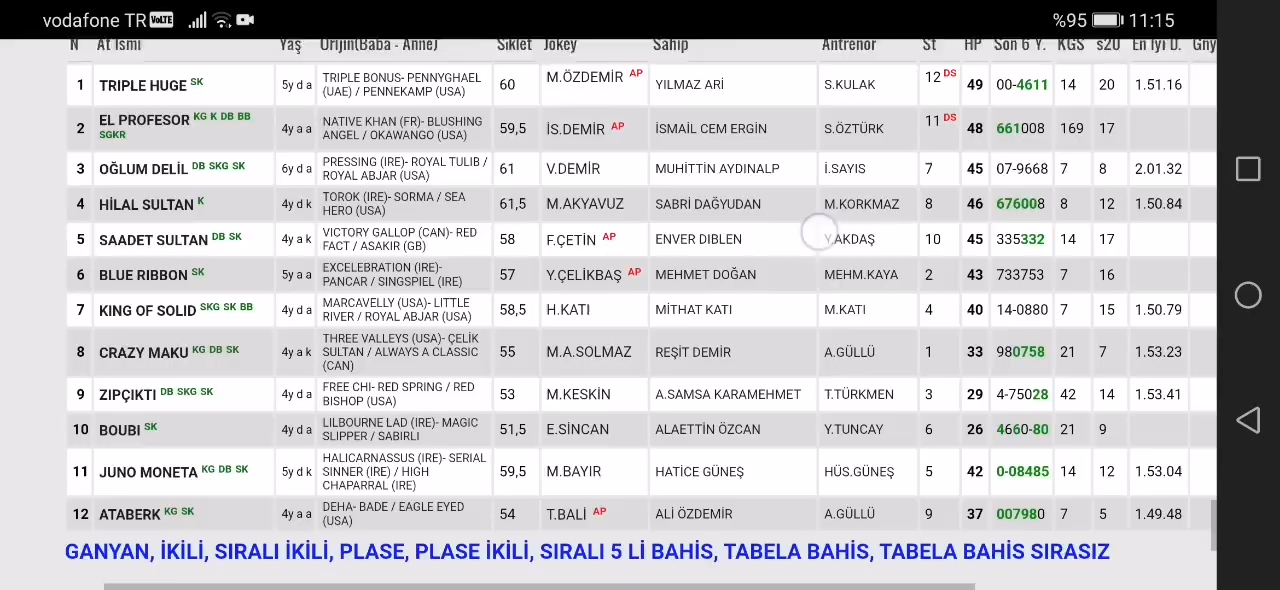 vodafone TR VoLTE %95 11:15
N At İsmi Yaş Orijin(Baba - Anne) Sıklet Jokey Sahip Antrenör St HP Son 6 Y. KGS s20 En İyi D. Gny
1 TRIPLE HUGE SK 5y d a TRIPLE BONUS- PENNYGHAEL (UAE) / PENNEKAMP (USA) 60 M.ÖZDEMİR AP YILMAZ ARİ S.KULAK 12 DS 49 00-4611 14 20 1.51.16
2 EL PROFESOR KG K DB BB SGKR 4y a a NATIVE KHAN (FR)- BLUSHING ANGEL / OKAWANGO (USA) 59,5 İS.DEMİR AP İSMAİL CEM ERGİN S.ÖZTÜRK 11 DS 48 661008 169 17
3 OĞLUM DELİL DB SKG SK 6y d a PRESSING (IRE)- ROYAL TULIB / ROYAL ABJAR (USA) 61 V.DEMİR MUHİTTİN AYDINALP İ.SAYIS 7 45 07-9668 7 8 2.01.32
4 HİLAL SULTAN K 4y d k TOROK (IRE)- SORMA / SEA HERO (USA) 61,5 M.AKYAVUZ SABRİ DAĞYUDAN M.KORKMAZ 8 46 676008 8 12 1.50.84
5 SAADET SULTAN DB SK 4y a k VICTORY GALLOP (CAN)- RED FACT / ASAKIR (GB) 58 F.ÇETİN AP ENVER DIBLEN Y.AKDAŞ 10 45 335332 14 17
6 BLUE RIBBON SK 5y a a EXCELEBRATION (IRE)- PANCAR / SINGSPIEL (IRE) 57 Y.ÇELİKBAŞ AP MEHMET DOĞAN MEHM.KAYA 2 43 733753 7 16
7 KING OF SOLID SKG SK BB 4y d a MARCAVELLY (USA)- LITTLE RIVER / ROYAL ABJAR (USA) 58,5 H.KATI MİTHAT KATI M.KATI 4 40 14-0880 7 15 1.50.79
8 CRAZY MAKU KG DB SK 4y a k THREE VALLEYS (USA)- ÇELİK SULTAN / ALWAYS A CLASSIC (CAN) 55 M.A.SOLMAZ REŞİT DEMİR A.GÜLLÜ 1 33 980758 21 7 1.53.23
9 ZIPÇIKTI DB SKG SK 4y d a FREE CHI- RED SPRING / RED BISHOP (USA) 53 M.KESKİN A.SAMSA KARAMEHMET T.TÜRKMEN 3 29 4-75028 42 14 1.53.41
10 BOUBI SK 4y d a LILBOURNE LAD (IRE)- MAGIC SLIPPER / SABIRLI 51,5 E.SİNCAN ALAETTİN ÖZCAN Y.TUNCAY 6 26 4660-80 21 9
11 JUNO MONETA KG DB SK 5y d k HALICARNASSUS (IRE)- SERIAL SINNER (IRE) / HIGH CHAPARRAL (IRE) 59,5 M.BAYIR HATİCE GÜNEŞ HÜS.GÜNEŞ 5 42 0-08485 14 12 1.53.04
12 ATABERK KG SK 4y a a DEHA- BADE / EAGLE EYED (USA) 54 T.BALİ AP ALİ ÖZDEMİR A.GÜLLÜ 9 37 007980 7 5 1.49.48
GANYAN, İKİLİ, SIRALI İKİLİ, PLASE, PLASE İKİLİ, SIRALI 5 Lİ BAHİS, TABELA BAHİS, TABELA BAHİS SIRASIZ